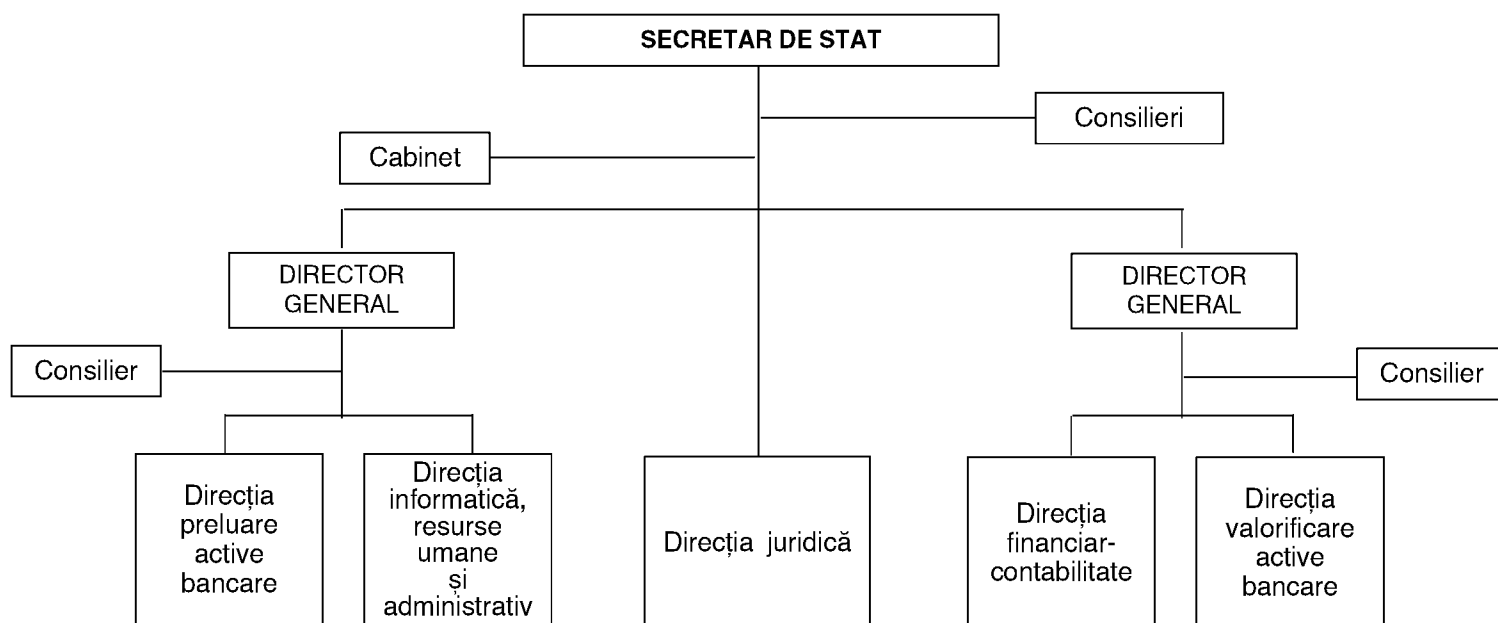 SECRETAR DE STAT
Consilieri
Cabinet
DIRECTOR
GENERAL
DIRECTOR
GENERAL
Consilier
Consilier
Direcția
preluare
active
bancare
Direcția
informatică,
resurse
umane
și
administrativ
Direcția juridică
Direcția
financiar-
contabilitate
Direcția
valorificare
active
bancare